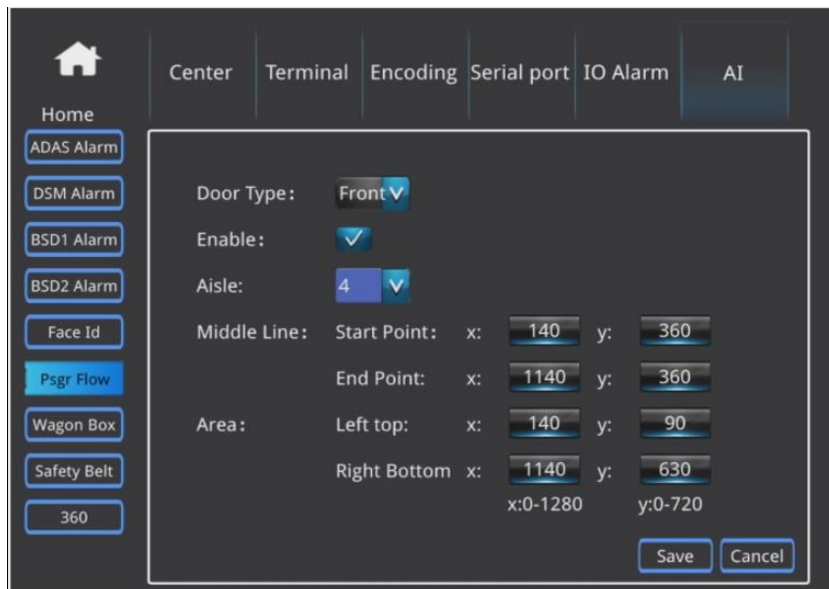 Home
Center Terminal Encoding Serial port IO Alarm AI
ADAS Alarm
DSM Alarm
BSD1 Alarm
BSD2 Alarm
Face Id
Psgr Flow
Wagon Box
Safety Belt
360
Door Type: Front
Enable:
Aisle: 4
Middle Line: Start Point: x: 140 y: 360
End Point: x: 1140 y: 360
Area: Left top: x: 140 y: 90
Right Bottom x: 1140 y: 630
x:0-1280 y:0-720
Save Cancel